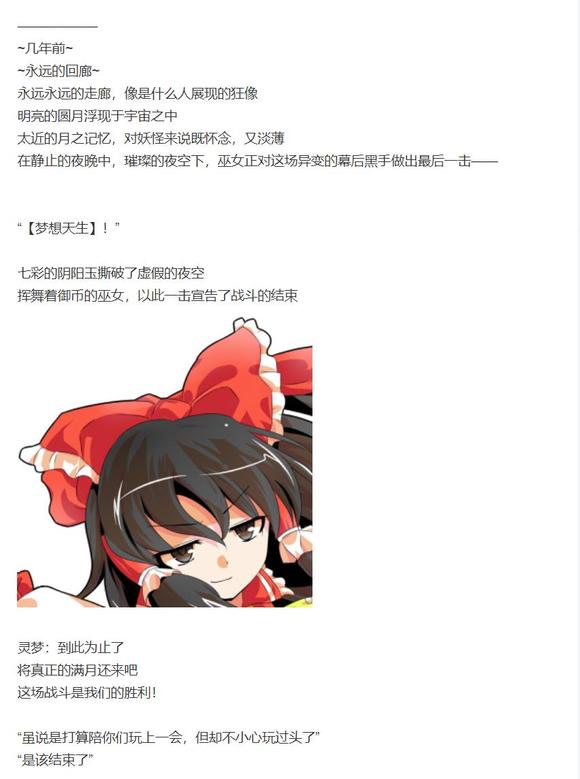 ——————
~几年前~
~永远的回廊~
永远永远的走廊，像是什么人展现的狂像
明亮的圆月浮现于宇宙之中
太近的月之记忆，对妖怪来说既怀念，又淡薄
在静止的夜晚中，璀璨的夜空下，巫女正对这场异变的幕后黑手做出最后一击——
“【梦想天生】！”
七彩的阴阳玉撕破了虚假的夜空
挥舞着御币的巫女，以此一击宣告了战斗的结束
灵梦：到此为止了
将真正的满月还来吧
这场战斗是我们的胜利！
“虽说是打算陪你们玩上一会，但却不小心玩过头了”
“是该结束了”